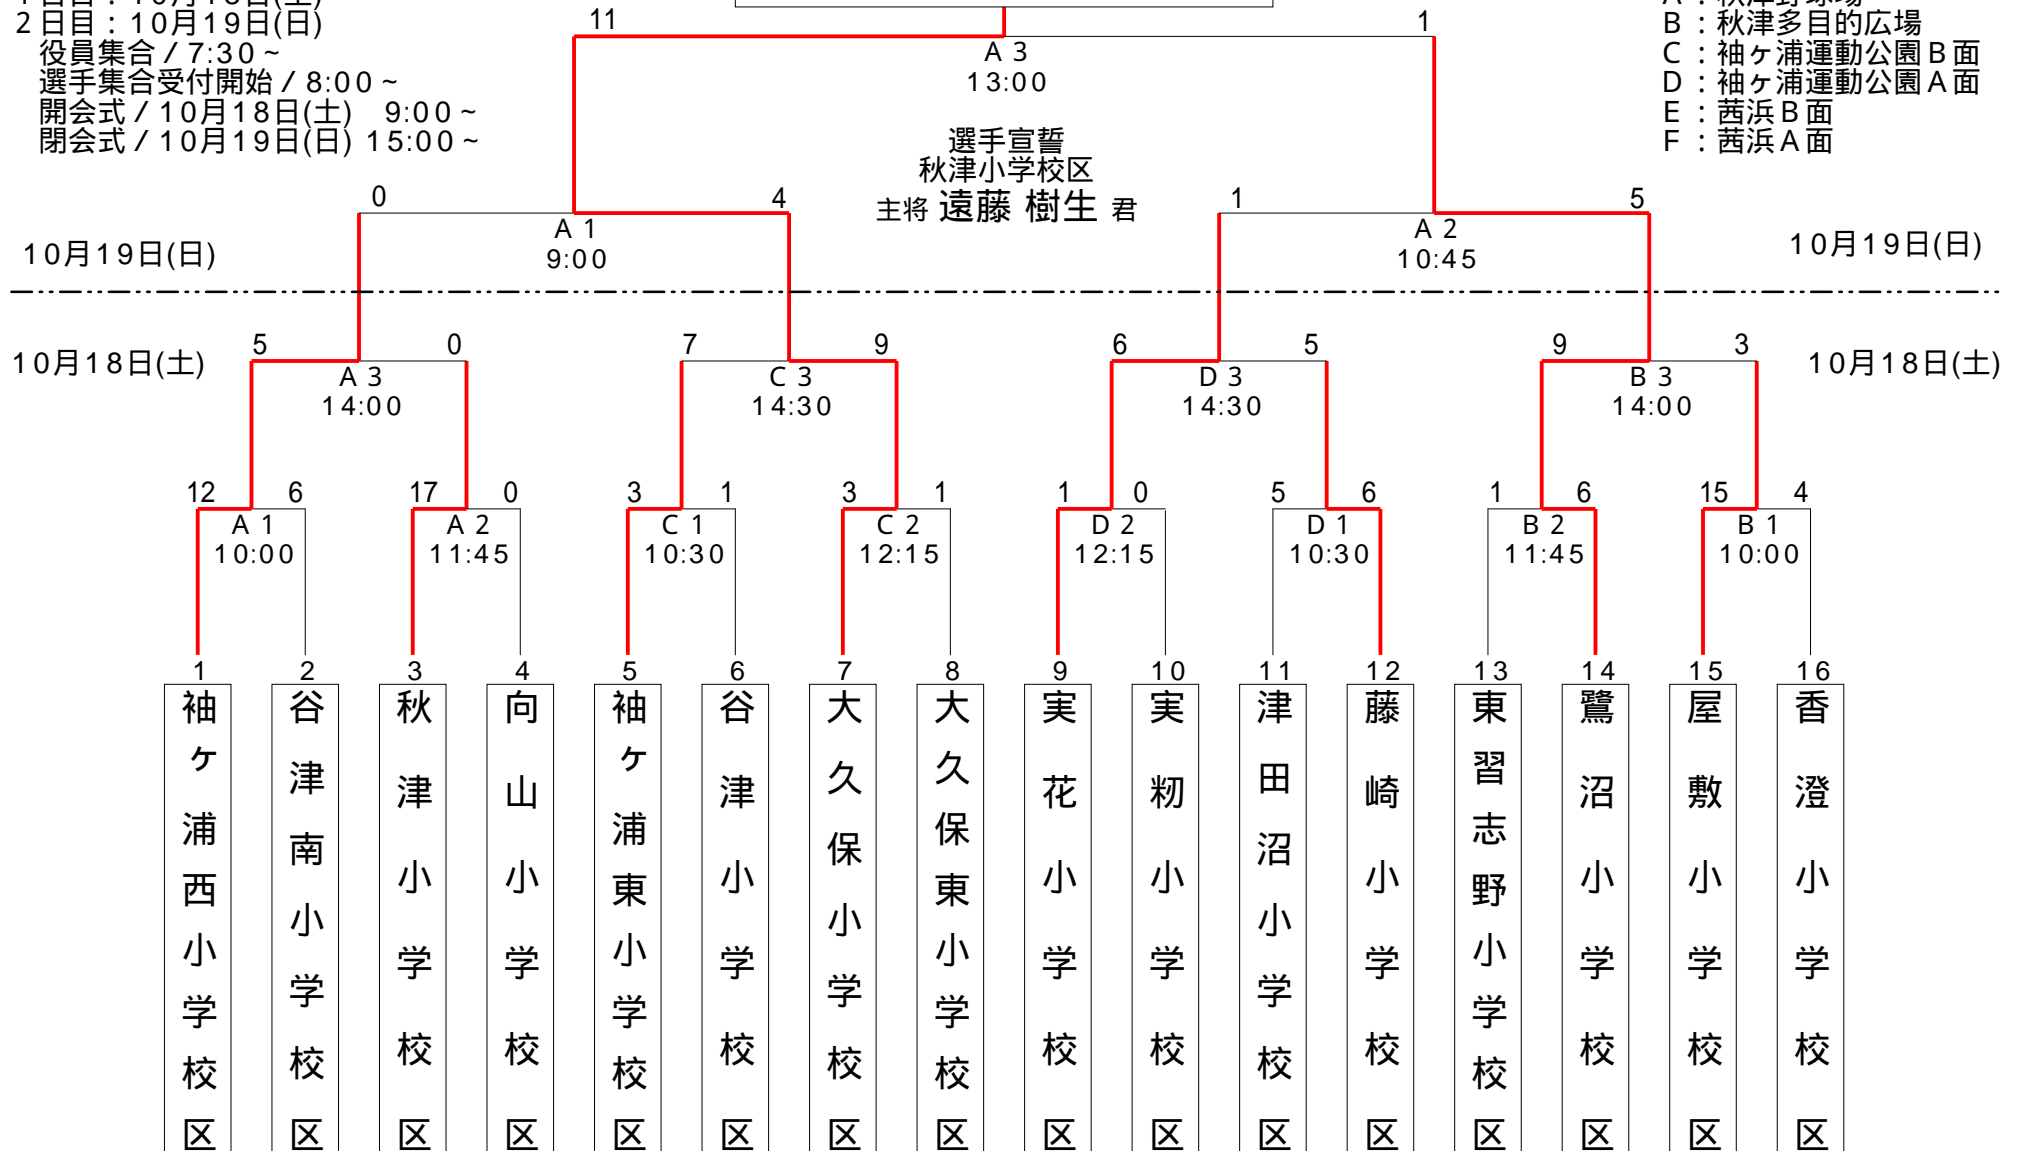 2日目：10月19日(日)
役員集合 / 7:30 ~
選手集合受付開始 / 8:00 ~
開会式 / 10月18日(土) 9:00 ~
閉会式 / 10月19日(日) 15:00 ~
B：秋津多目的広場
C：袖ヶ浦運動公園B面
D：袖ヶ浦運動公園A面
E：茜浜B面
F：茜浜A面
11
1
A 3
13:00
選手宣誓
秋津小学校区
主将 遠藤 樹生 君
0
4
1
5
A 1
9:00
A 2
10:45
10月19日(日)
10月19日(日)
10月18日(土)
10月18日(土)
5
0
7
9
6
5
9
3
A 3
14:00
C 3
14:30
D 3
14:30
B 3
14:00
12
6
17
0
3
1
3
1
1
0
5
6
1
6
15
4
A 1
10:00
A 2
11:45
C 1
10:30
C 2
12:15
D 2
12:15
D 1
10:30
B 2
11:45
B 1
10:00
1
袖ヶ浦西小学校区
2
谷津南小学校区
3
秋津小学校区
4
向山小学校区
5
袖ヶ浦東小学校区
6
谷津小学校区
7
大久保小学校区
8
大久保東小学校区
9
実花小学校区
10
実籾小学校区
11
津田沼小学校区
12
藤崎小学校区
13
東習志野小学校区
14
鷺沼小学校区
15
屋敷小学校区
16
香澄小学校区